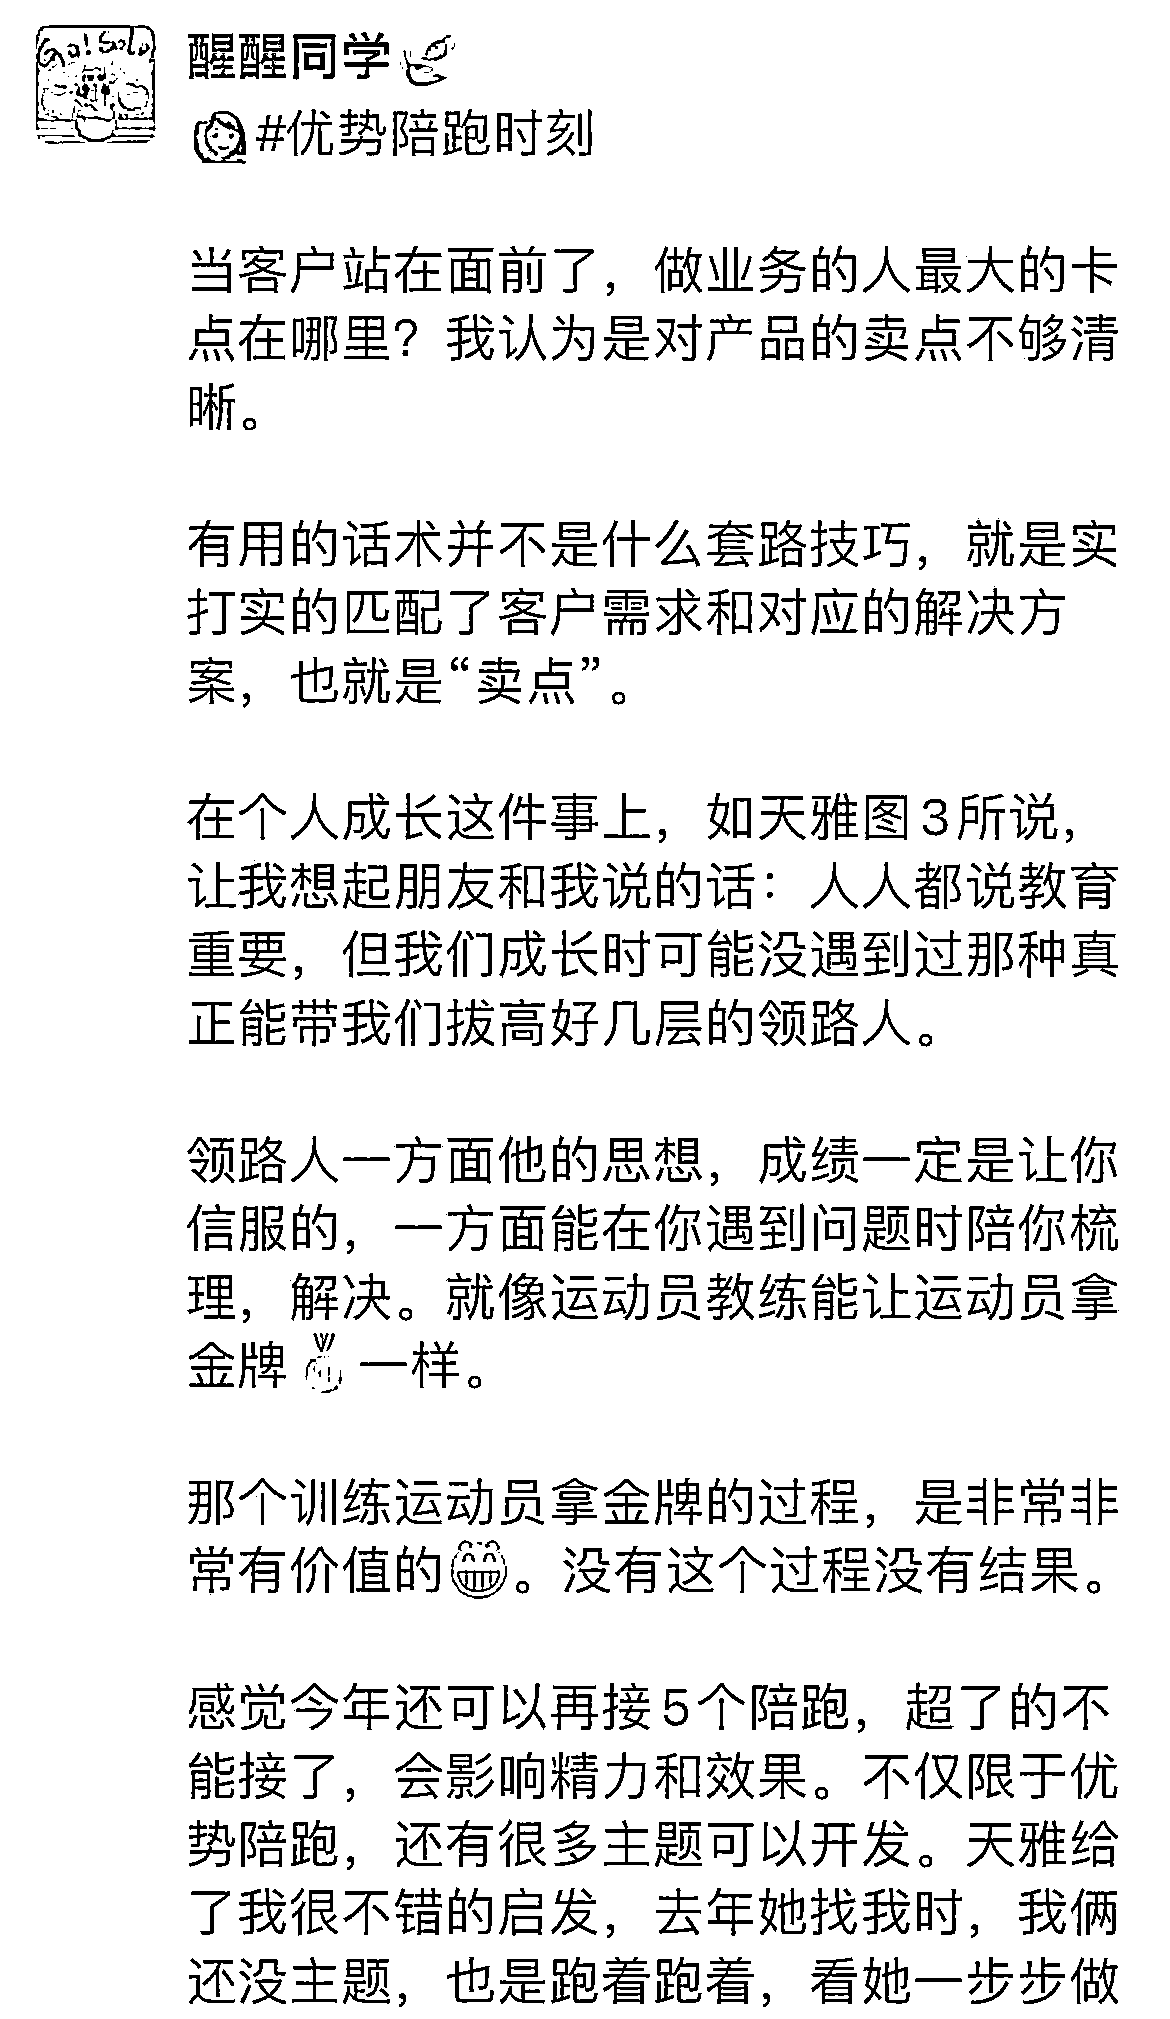 Go! Solo
醒醒同学
#优势陪跑时刻
当客户站在面前了，做业务的人最大的卡
点在哪里？我认为是对产品的卖点不够清
晰。
有用的话术并不是什么套路技巧，就是实
打实的匹配了客户需求和对应的解决方
案，也就是“卖点”。
在个人成长这件事上，如天雅图3所说，
让我想起朋友和我说的话：人人都说教育
重要，但我们成长时可能没遇到过那种真
正能带我们拔高好几层的领路人。
领路人一方面他的思想，成绩一定是让你
信服的，一方面能在你遇到问题时陪你梳
理，解决。就像运动员教练能让运动员拿
金牌🏅一样。
那个训练运动员拿金牌的过程，是非常非
常有价值的😁。没有这个过程没有结果。
感觉今年还可以再接5个陪跑，超了的不
能接了，会影响精力和效果。不仅限于优
势陪跑，还有很多主题可以开发。天雅给
了我很不错的启发，去年她找我时，我俩
还没主题，也是跑着跑着，看她一步步做